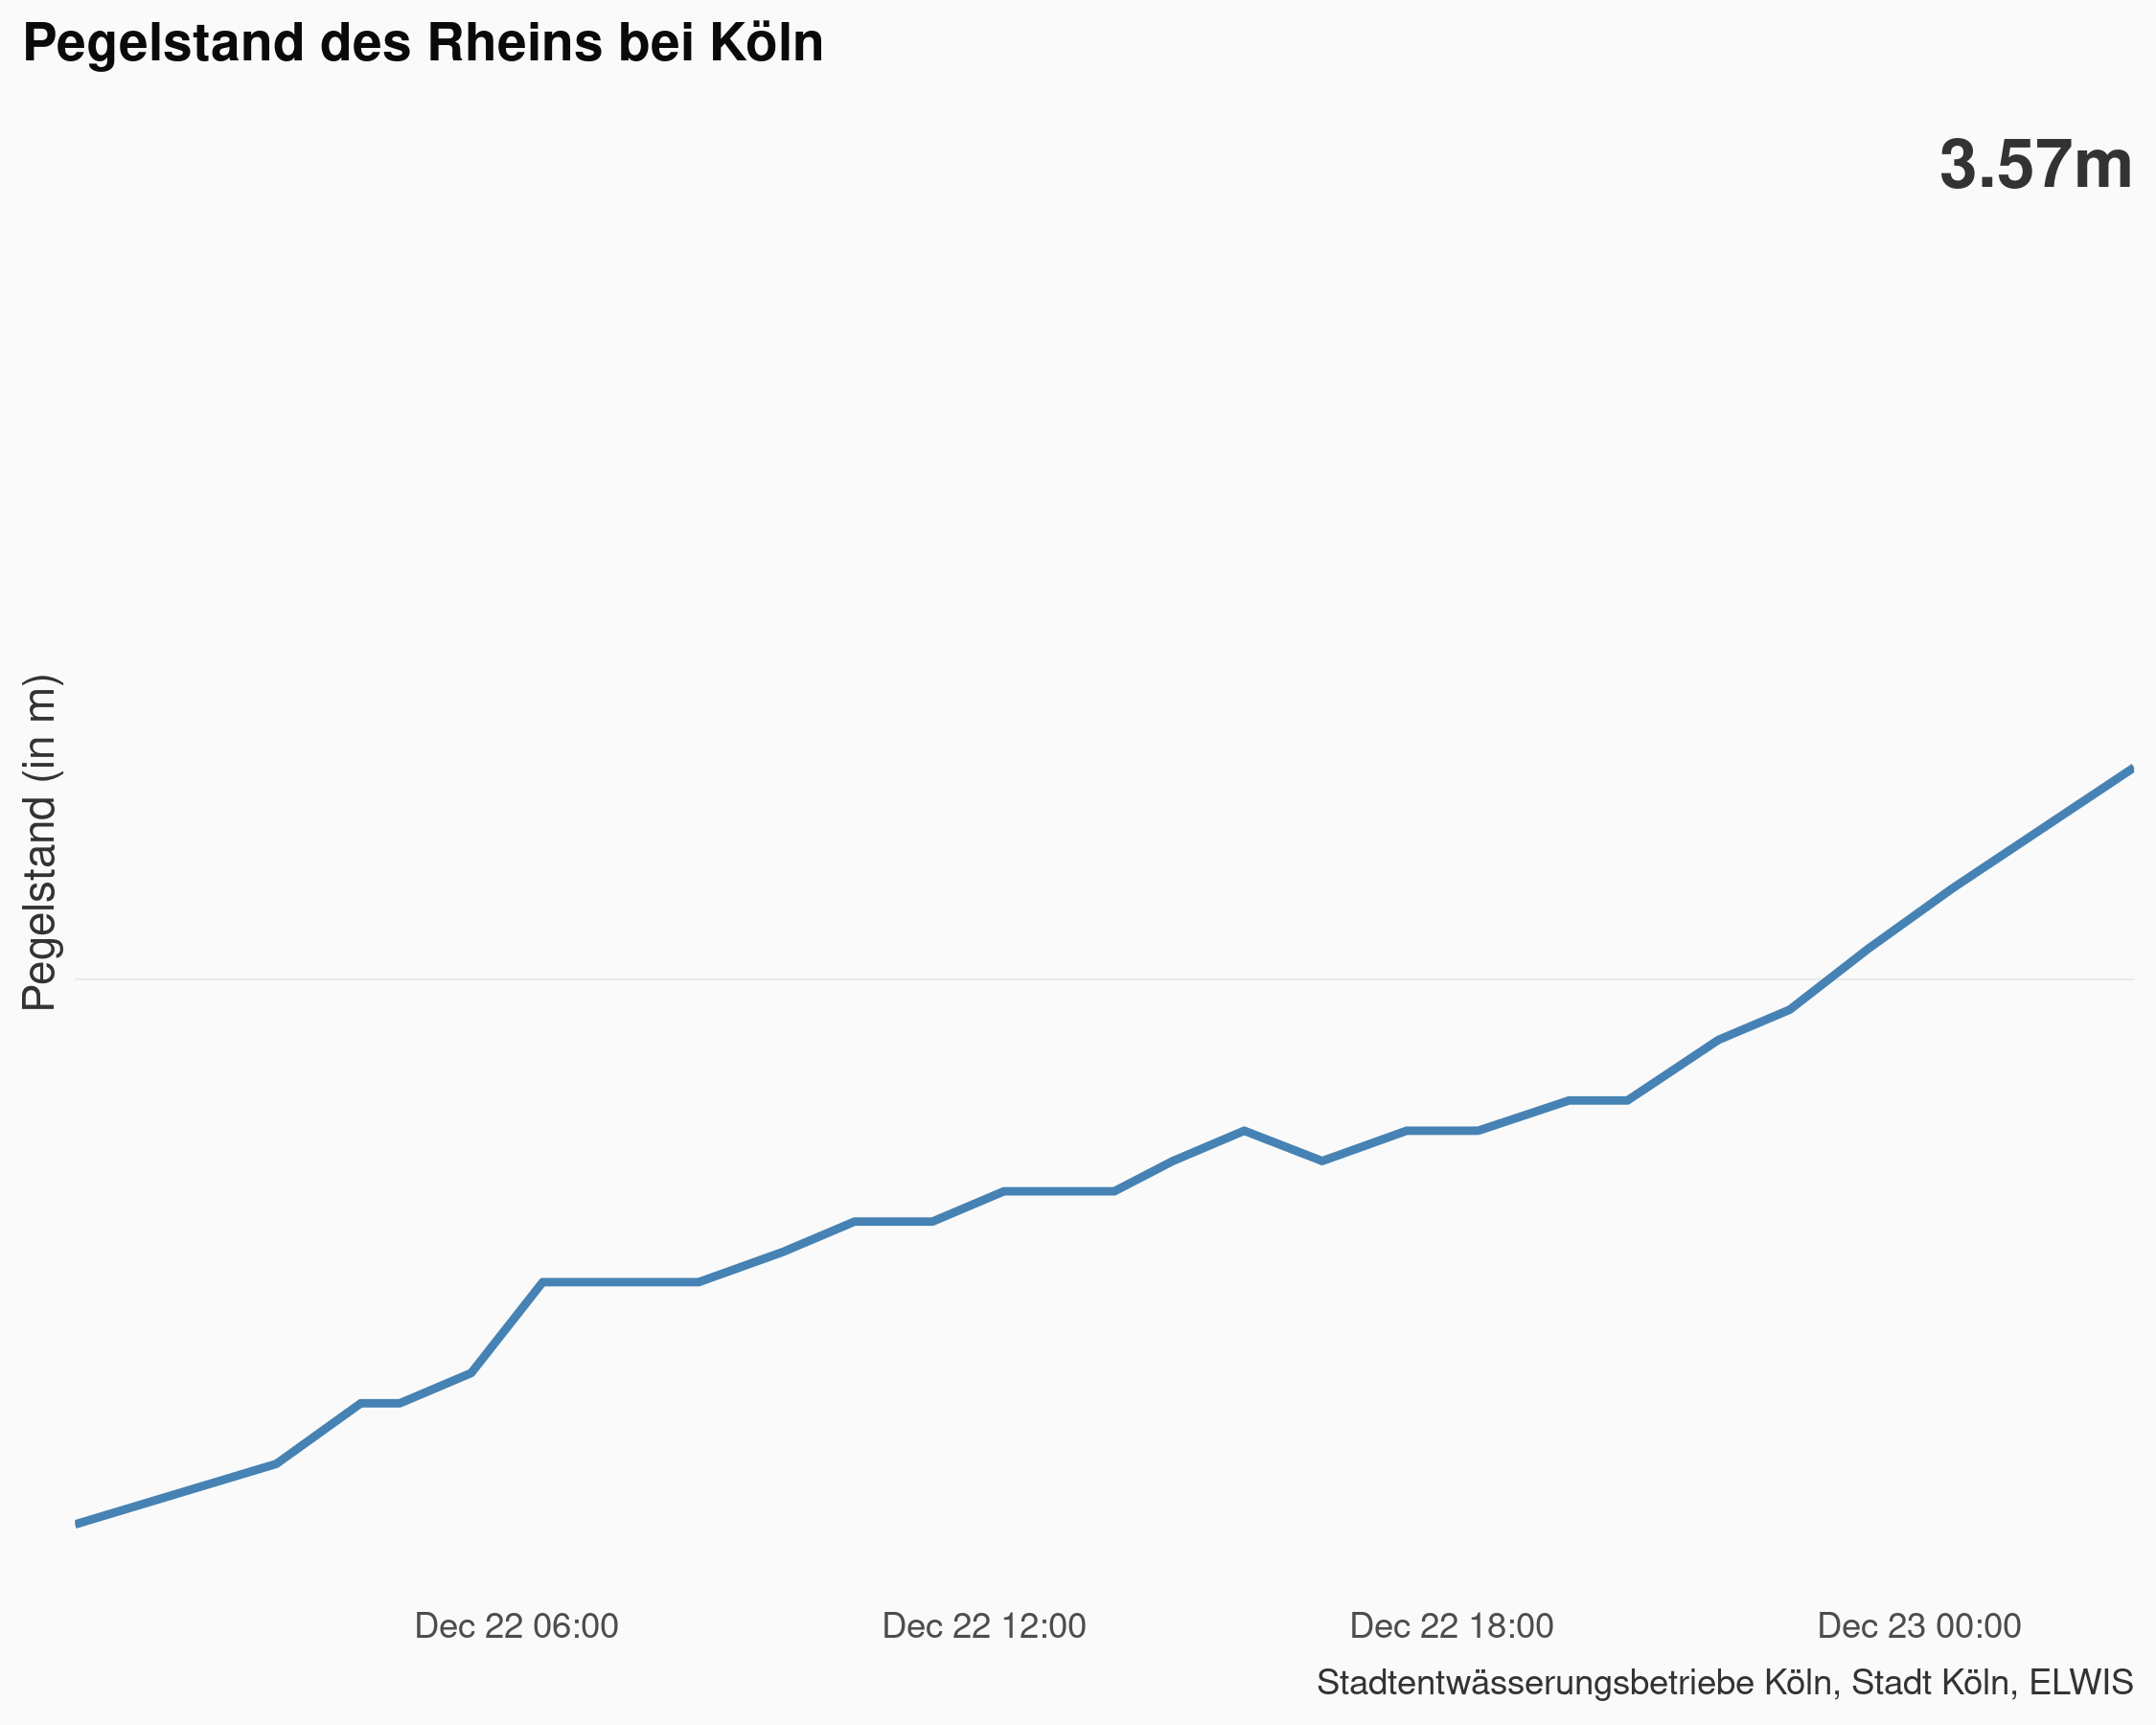 Pegelstand des Rheins bei Köln
3.57m
Pegelstand (in m)
Dec 22 06:00 Dec 22 12:00 Dec 22 18:00 Dec 23 00:00
Stadtentwässerungsbetriebe Köln, Stadt Köln, ELWIS